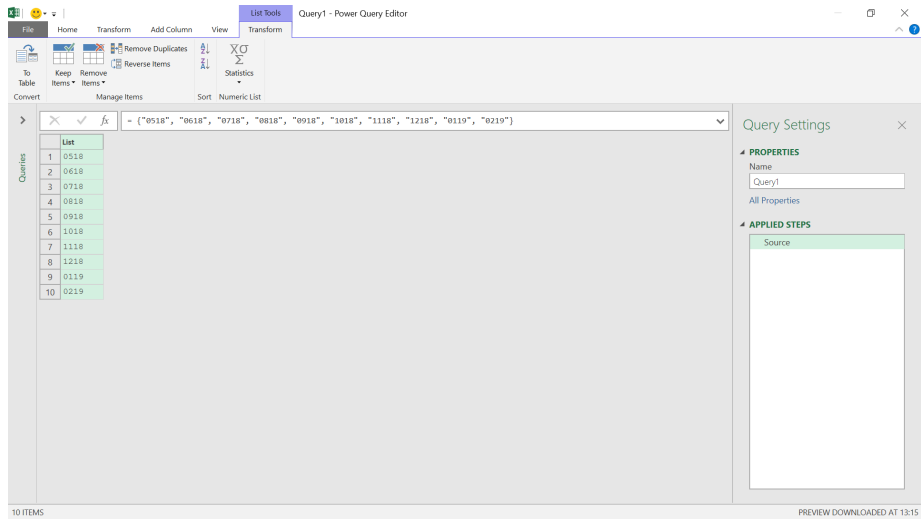 List Tools
Query1 - Power Query Editor
File
Home
Transform
Add Column
View
Transform
To Table
Keep Items
Remove Items
Remove Duplicates
Reverse Items
Statistics
Convert
Manage Items
Sort
Numeric List
fx
= {"0518", "0618", "0718", "0818", "0918", "1018", "1118", "1218", "0119", "0219"}
Queries
List
1 0518
2 0618
3 0718
4 0818
5 0918
6 1018
7 1118
8 1218
9 0119
10 0219
Query Settings
PROPERTIES
Name
Query1
All Properties
APPLIED STEPS
Source
10 ITEMS
PREVIEW DOWNLOADED AT 13:15